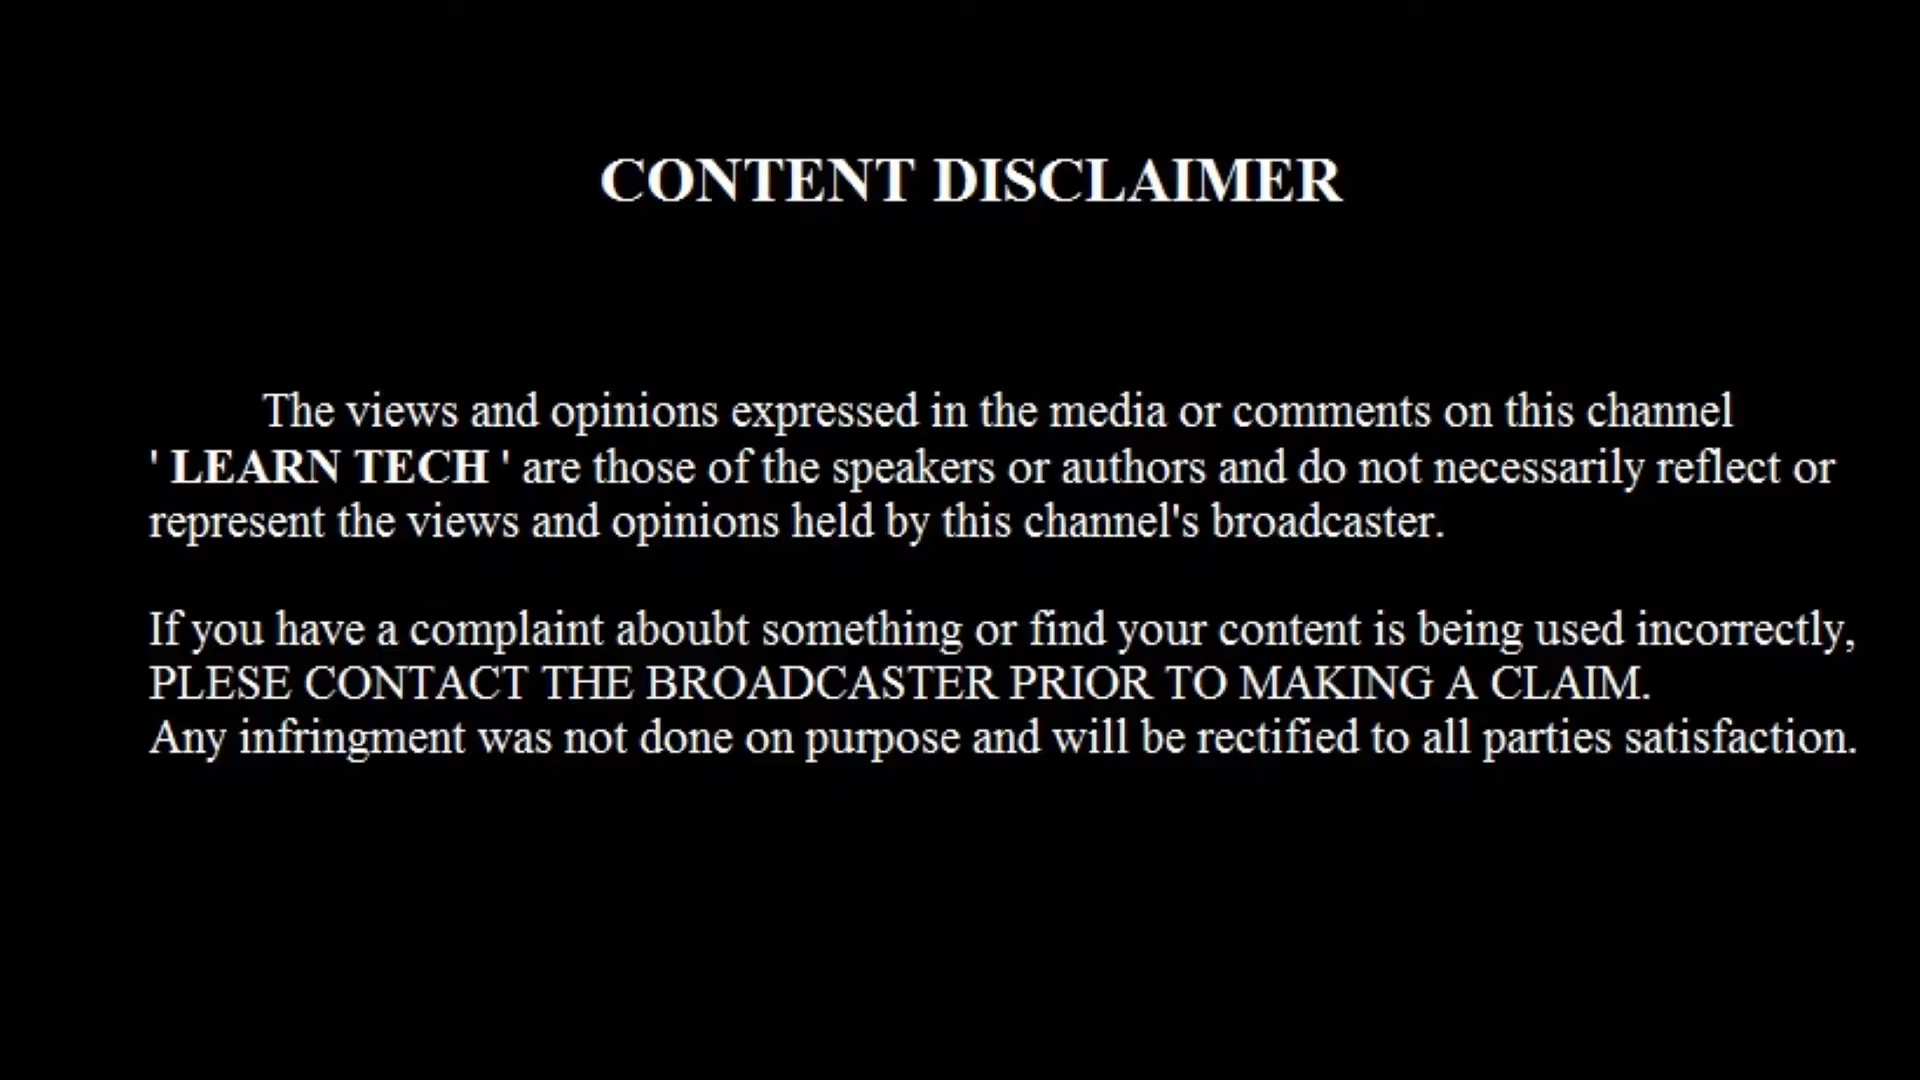 CONTENT DISCLAIMER
The views and opinions expressed in the media or comments on this channel
' LEARN TECH ' are those of the speakers or authors and do not necessarily reflect or
represent the views and opinions held by this channel's broadcaster.
If you have a complaint aboubt something or find your content is being used incorrectly,
PLESE CONTACT THE BROADCASTER PRIOR TO MAKING A CLAIM.
Any infringment was not done on purpose and will be rectified to all parties satisfaction.